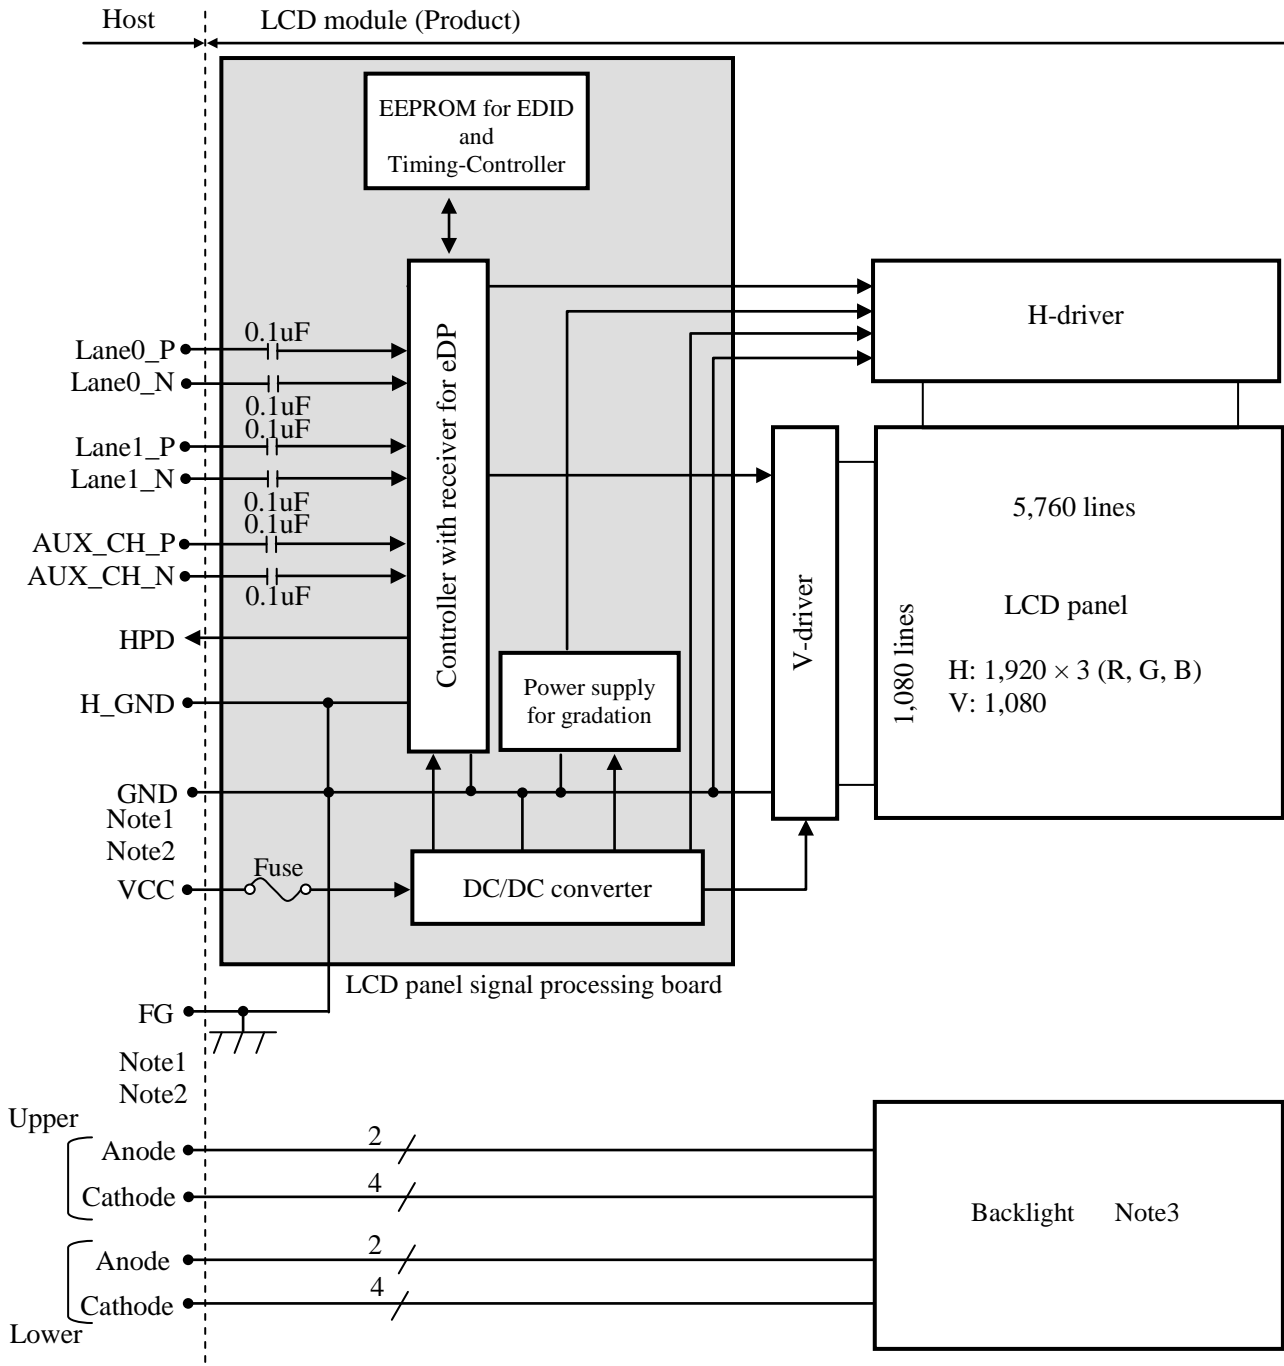 Host
LCD module (Product)
EEPROM for EDID
and
Timing-Controller
Controller with receiver for eDP
H-driver
Lane0_P
0.1uF
Lane0_N
0.1uF
0.1uF
Lane1_P
Lane1_N
0.1uF
0.1uF
AUX_CH_P
AUX_CH_N
0.1uF
HPD
H_GND
Power supply
for gradation
V-driver
5,760 lines
1,080 lines
LCD panel
H: 1,920 × 3 (R, G, B)
V: 1,080
GND
Note1
Note2
VCC
Fuse
DC/DC converter
LCD panel signal processing board
FG
Note1
Note2
Upper
Anode
2
Cathode
4
Anode
2
Cathode
4
Lower
Backlight Note3